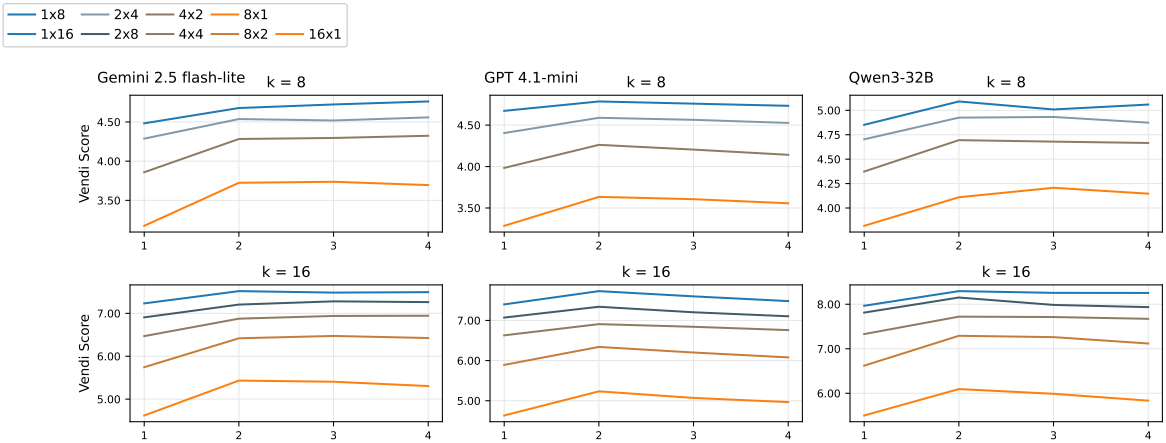 1x8 2x4 4x2 8x1
1x16 2x8 4x4 8x2 16x1
Gemini 2.5 flash-lite k = 8 GPT 4.1-mini k = 8 Qwen3-32B k = 8
Vendi Score
4.50
4.00
3.50
1 2 3 4
4.50
4.00
3.50
1 2 3 4
5.00
4.75
4.50
4.25
4.00
1 2 3 4
k = 16 k = 16 k = 16
Vendi Score
7.00
6.00
5.00
1 2 3 4
7.00
6.00
5.00
1 2 3 4
8.00
7.00
6.00
1 2 3 4